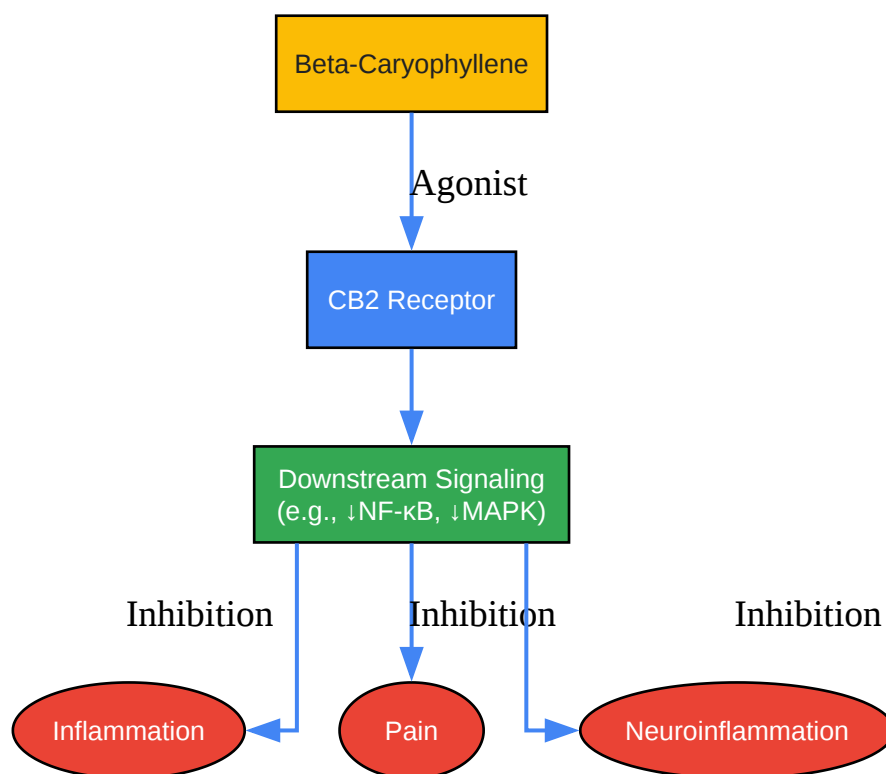 Beta-Caryophyllene
Agonist
CB2 Receptor
Downstream Signaling
(e.g., ↓NF-κB, ↓MAPK)
Inhibition
Inhibition
Inhibition
Inflammation
Pain
Neuroinflammation